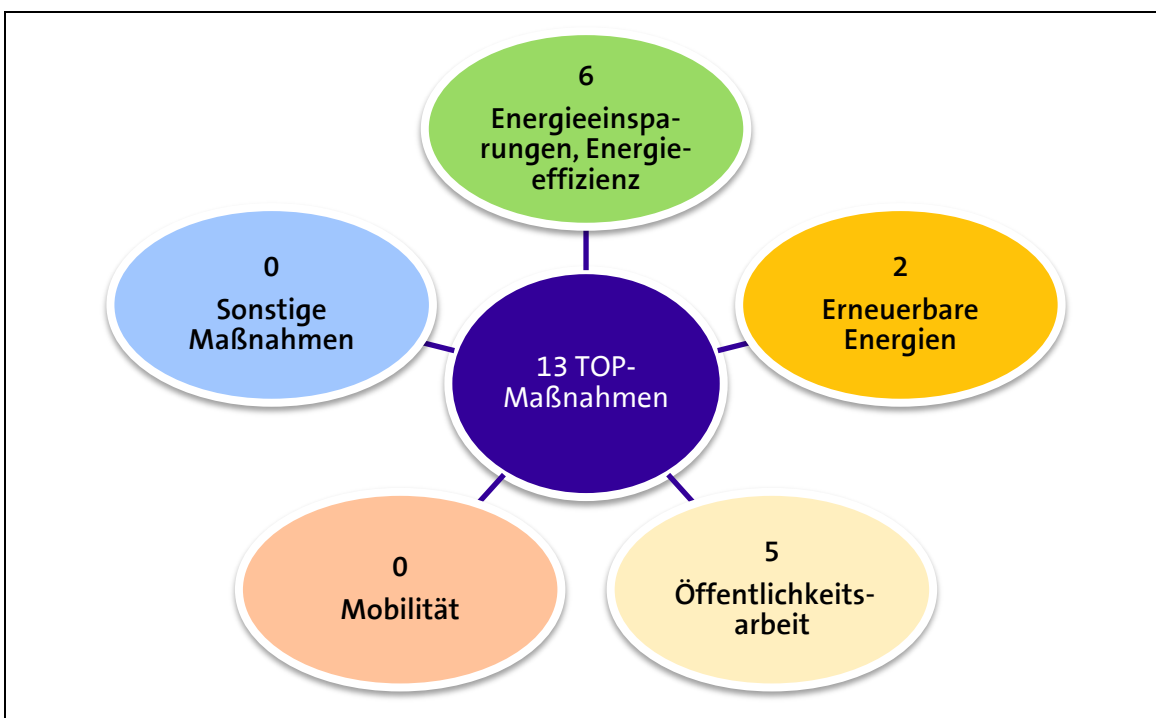 6
Energieeinspa-
rungen, Energie-
effizienz
0
Sonstige
Maßnahmen
2
Erneuerbare
Energien
13 TOP-
Maßnahmen
0
Mobilität
5
Öffentlichkeits-
arbeit